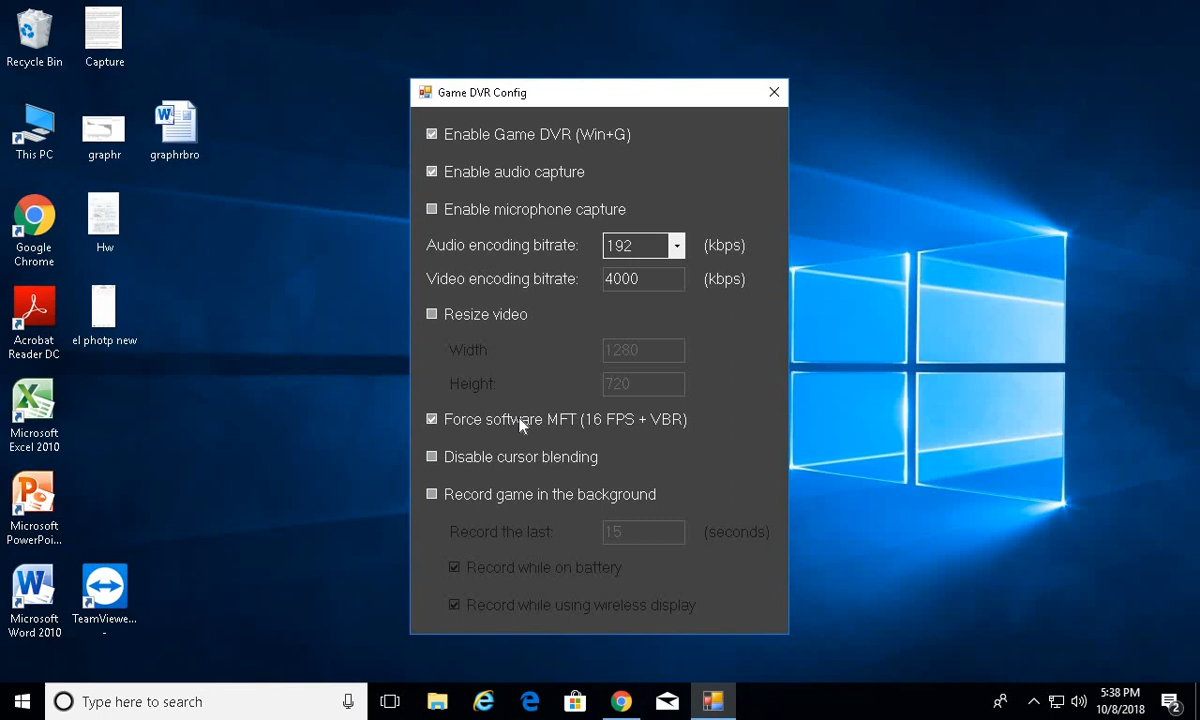 Recycle Bin
Capture
This PC
graphr
graphrbro
Google
Chrome
Hw
Acrobat
Reader DC
el photp new
Microsoft
Excel 2010
Microsoft
PowerPoi...
Microsoft
Word 2010
TeamViewe...
-
Game DVR Config
Enable Game DVR (Win+G)
Enable audio capture
Enable microphone capture
Audio encoding bitrate: 192 (kbps)
Video encoding bitrate: 4000 (kbps)
Resize video
Width: 1280
Height: 720
Force software MFT (16 FPS + VBR)
Disable cursor blending
Record game in the background
Record the last: 15 (seconds)
Record while on battery
Record while using wireless display
Type here to search
5:38 PM
10/8/2018
2